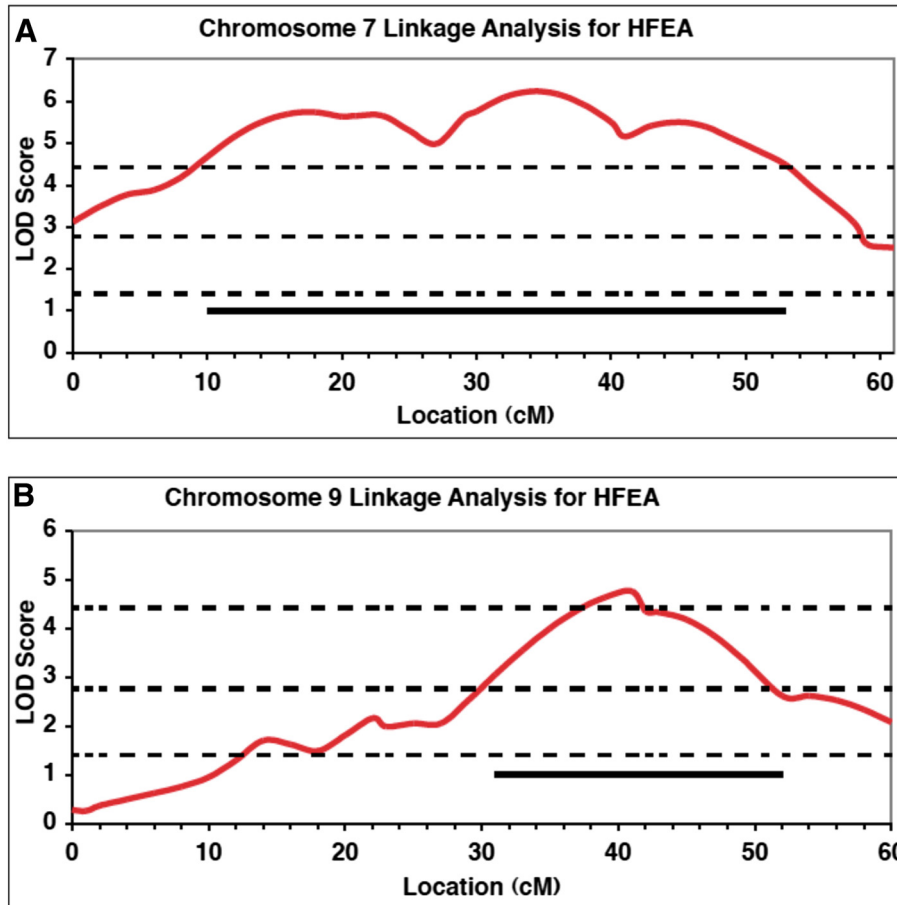 A
Chromosome 7 Linkage Analysis for HFEA
7
6
5
4
3
2
1
0
LOD Score
0 10 20 30 40 50 60
Location (cM)
B
Chromosome 9 Linkage Analysis for HFEA
6
5
4
3
2
1
0
LOD Score
0 10 20 30 40 50 60
Location (cM)